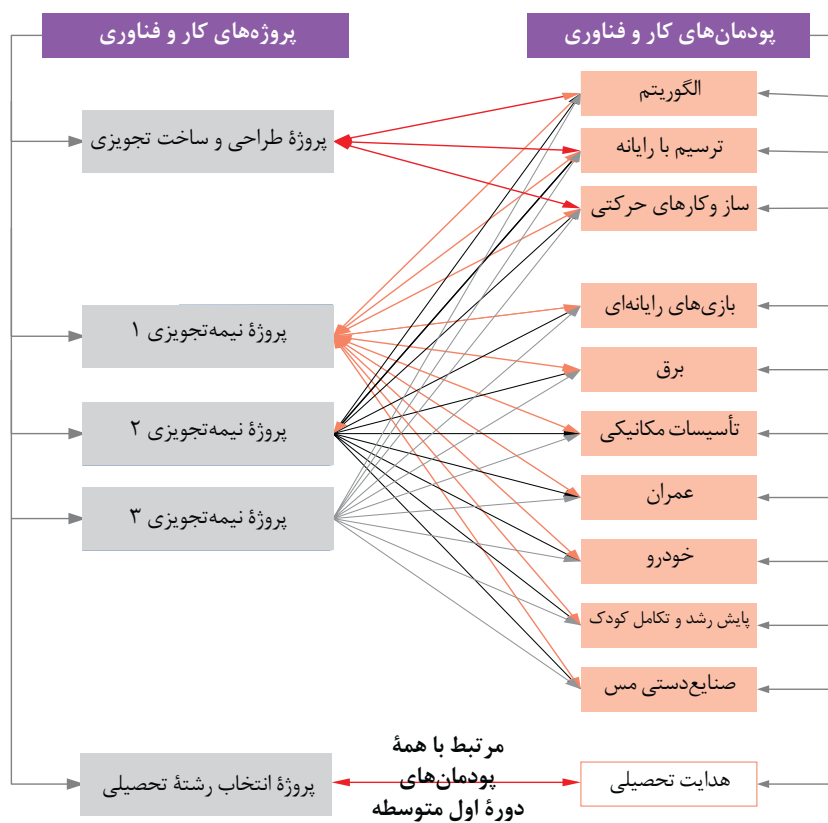 پودمان‌های کار و فناوری
پروژه‌های کار و فناوری
الگوریتم
ترسیم با رایانه
ساز وکارهای حرکتی
بازی‌های رایانه‌ای
برق
تأسیسات مکانیکی
عمران
خودرو
پایش رشد و تکامل کودک
صنایع‌دستی مس
هدایت تحصیلی
پروژهٔ طراحی و ساخت تجویزی
پروژهٔ نیمه‌تجویزی ۱
پروژهٔ نیمه‌تجویزی ۲
پروژهٔ نیمه‌تجویزی ۳
مرتبط با همهٔ
پودمان‌های
دورهٔ اول متوسطه
پروژهٔ انتخاب رشتهٔ تحصیلی